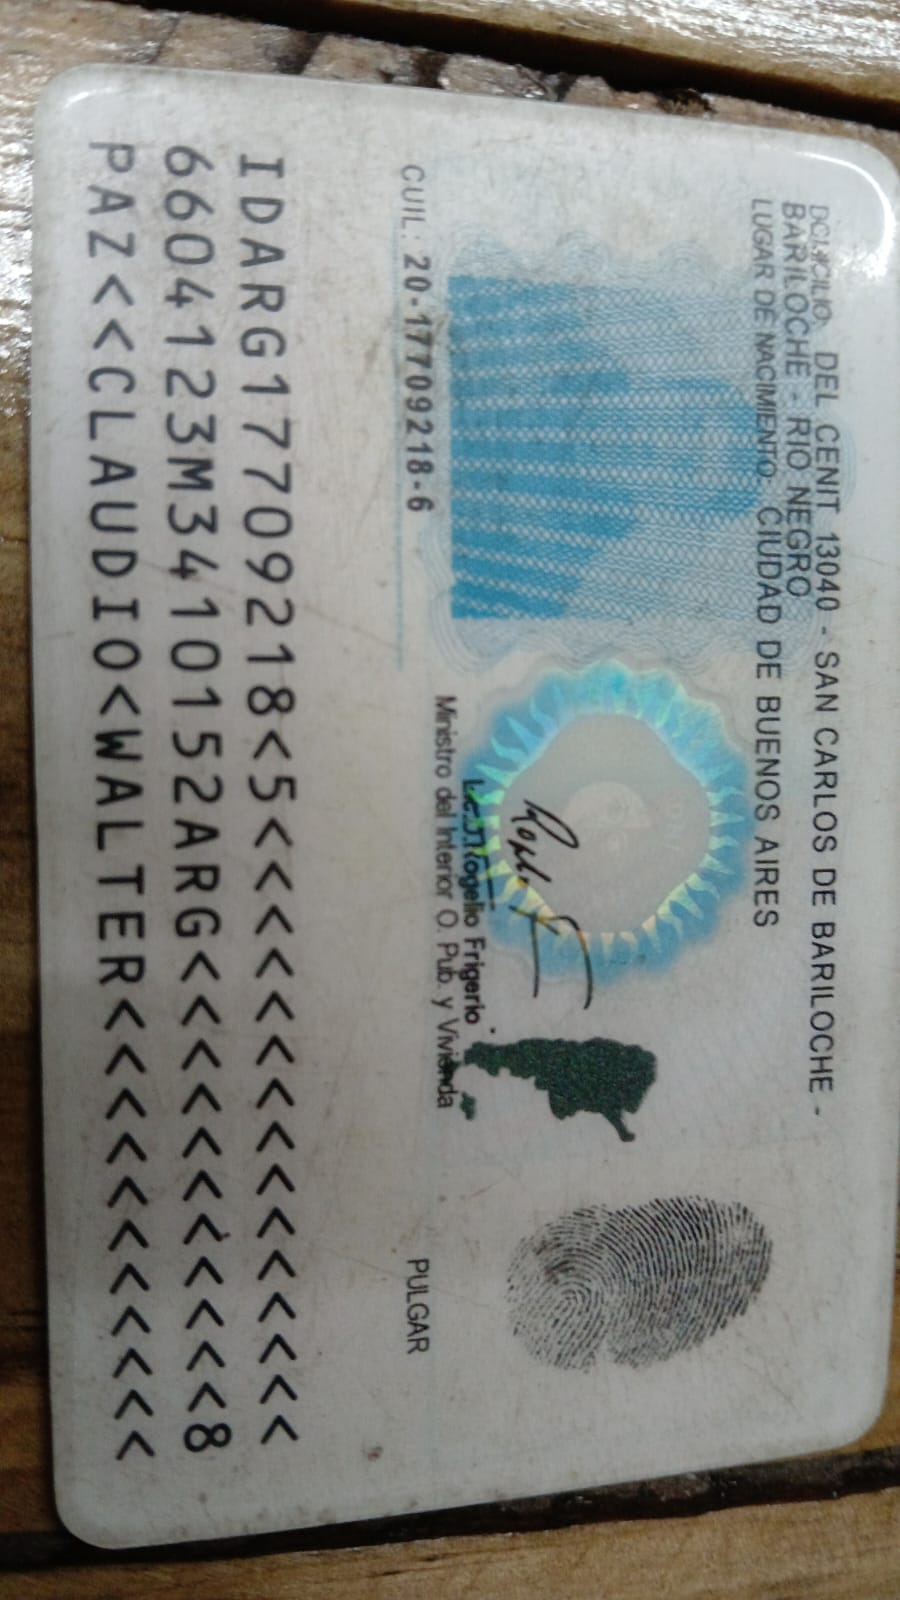 DOMICILIO: DEL CENIT 13040 - SAN CARLOS DE BARILOCHE -
BARILOCHE - RIO NEGRO
LUGAR DE NACIMIENTO: CIUDAD DE BUENOS AIRES
Rogelio Frigerio
Ministro del Interior O. Pub. y Vivienda
CUIL: 20-17709218-6
PULGAR
IDARG17709218<5<<<<<<<<<<<<<<<
6604123M3410152ARG<<<<<<<<<<<8
PAZ<<CLAUDIO<WALTER<<<<<<<<<<<